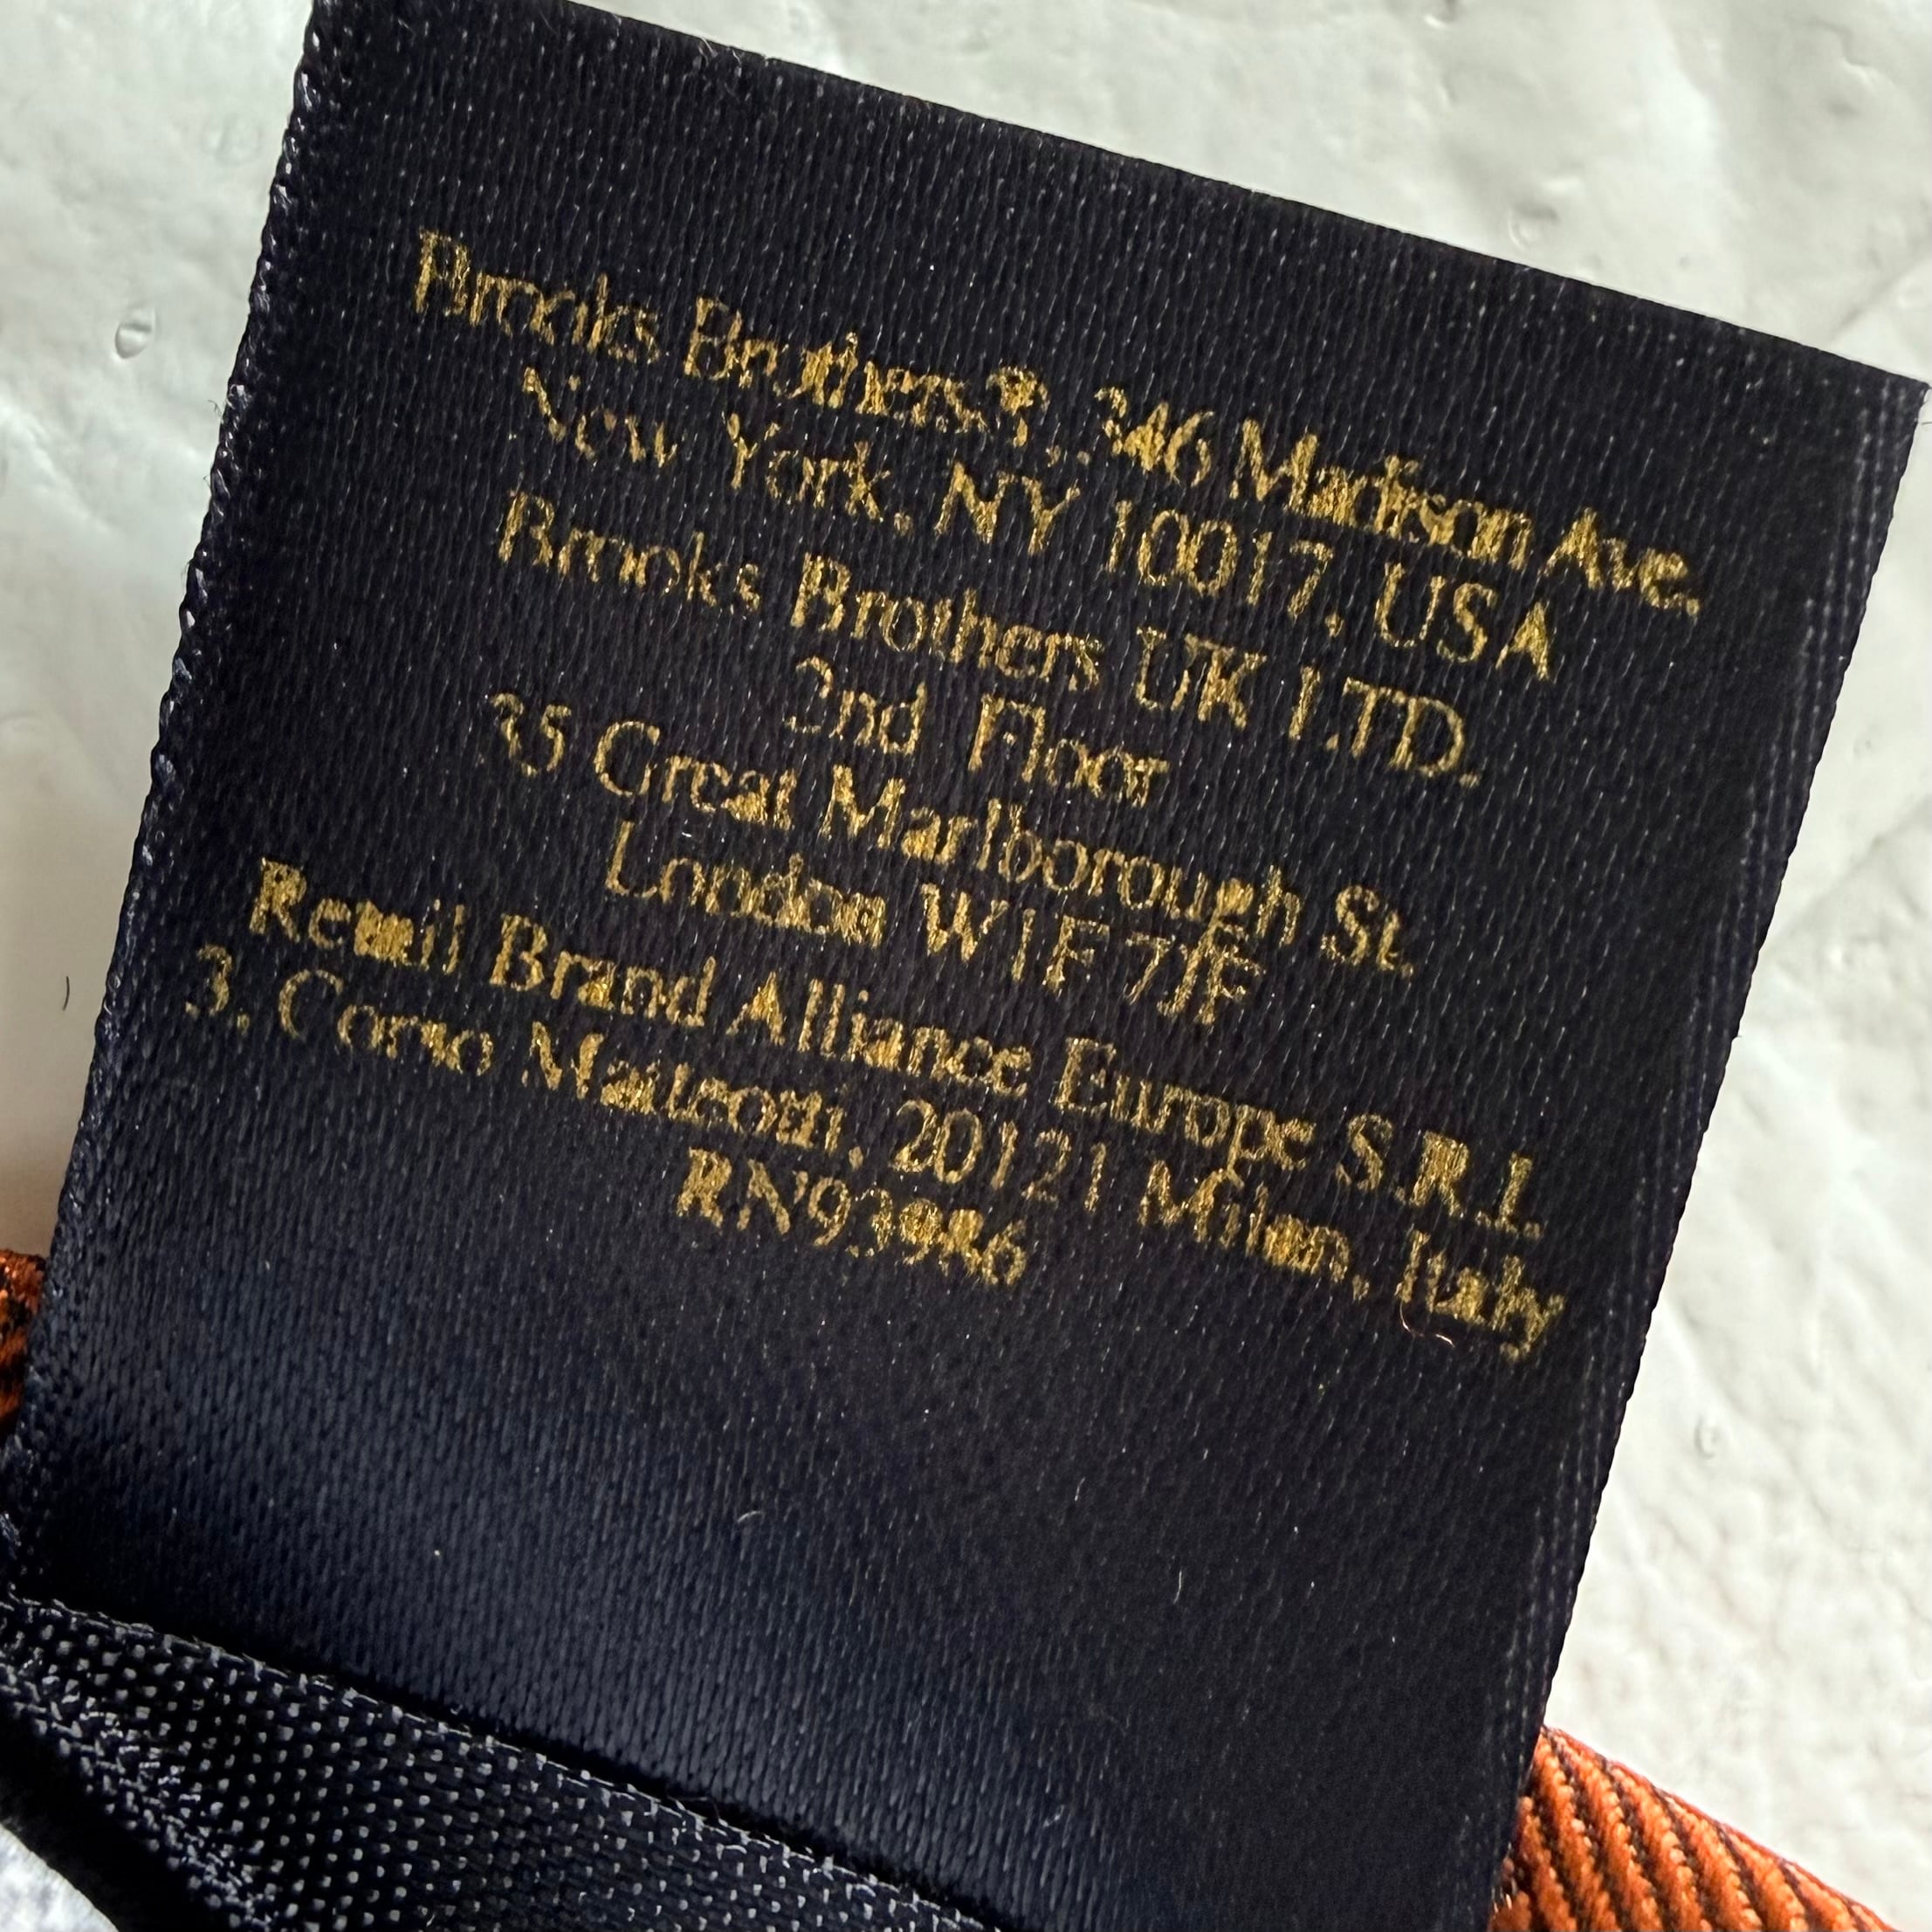 Brooks Brothers®, 346 Madison Ave.
New York, NY 10017, USA
Brooks Brothers UK LTD.
2nd Floor
35 Great Marlborough St.
London W1F 7JF
Retail Brand Alliance Europe S.R.L.
3, Corso Matteotti, 20121 Milan, Italy
RN93986